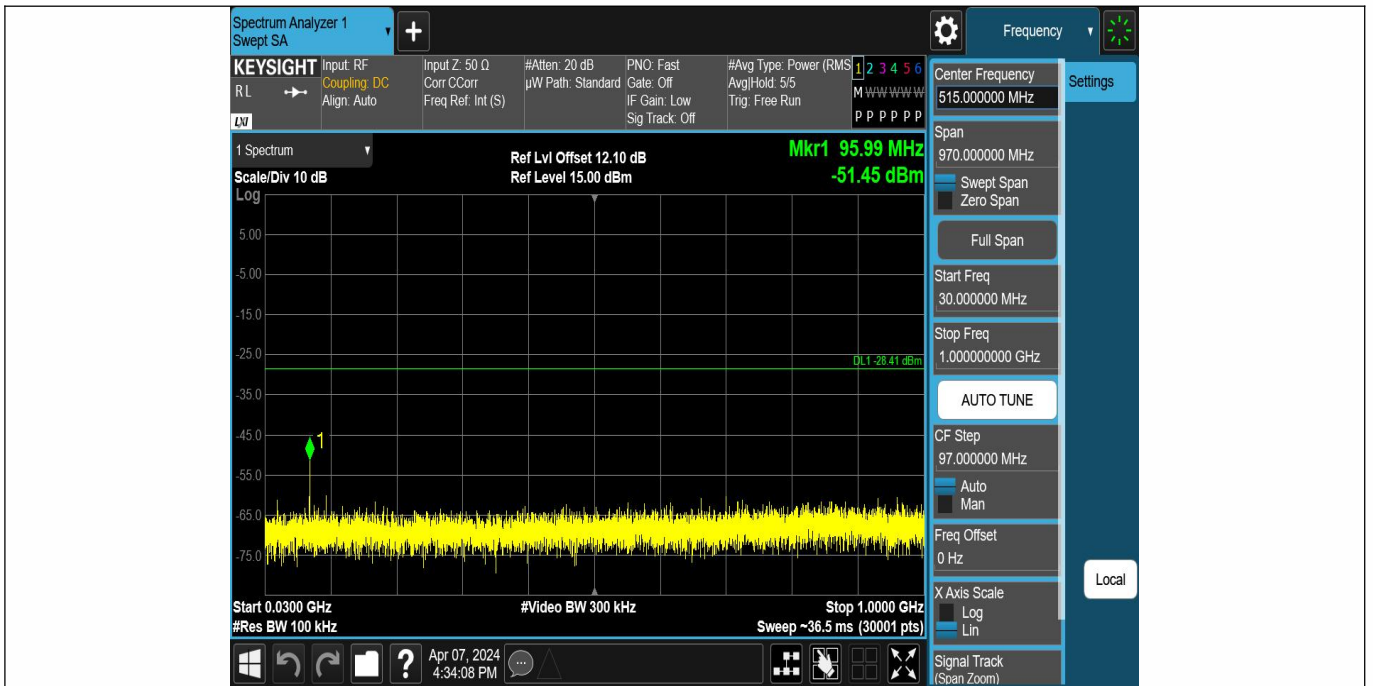 Spectrum Analyzer 1
Swept SA
Frequency
KEYSIGHT
RL
LXI
Input: RF
Coupling: DC
Align: Auto
Input Z: 50 Ω
Corr CCorr
Freq Ref: Int (S)
#Atten: 20 dB
µW Path: Standard
PNO: Fast
Gate: Off
IF Gain: Low
Sig Track: Off
#Avg Type: Power (RMS
Avg|Hold: 5/5
Trig: Free Run
1 2 3 4 5 6
M W W W W W
P P P P P P
1 Spectrum
Scale/Div 10 dB
Log
Ref Lvl Offset 12.10 dB
Ref Level 15.00 dBm
Mkr1 95.99 MHz
-51.45 dBm
5.00
-5.00
-15.0
-25.0
DL1 -28.41 dBm
-35.0
-45.0
1
-55.0
-65.0
-75.0
Start 0.0300 GHz
#Res BW 100 kHz
#Video BW 300 kHz
Stop 1.0000 GHz
Sweep ~36.5 ms (30001 pts)
Apr 07, 2024
4:34:08 PM
Center Frequency
515.000000 MHz
Settings
Span
970.000000 MHz
Swept Span
Zero Span
Full Span
Start Freq
30.000000 MHz
Stop Freq
1.000000000 GHz
AUTO TUNE
CF Step
97.000000 MHz
Auto
Man
Freq Offset
0 Hz
X Axis Scale
Log
Lin
Local
Signal Track
(Span Zoom)